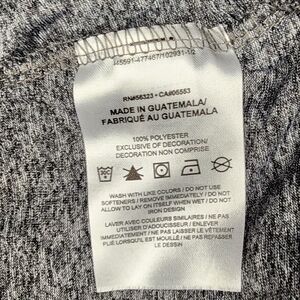 RN#56323 • CA#05553
MADE IN GUATEMALA/
FABRIQUÉ AU GUATEMALA
100% POLYESTER
EXCLUSIVE OF DECORATION/
DECORATION NON COMPRISE
WASH WITH LIKE COLORS / DO NOT USE
SOFTENERS / REMOVE IMMEDIATELY / DO NOT
ALLOW TO LAY ON ITSELF WHEN WET / DO NOT
IRON DESIGN
LAVER AVEC COULEURS SIMILAIRES / NE PAS
UTILISER D'ADOUCISSEUR / ENLEVER
IMMÉDIATEMENT / NE PAS LE LAISSER
PLIÉ LORSQU'IL EST MOUILLÉ / NE PAS REPASSER
LE DESSIN